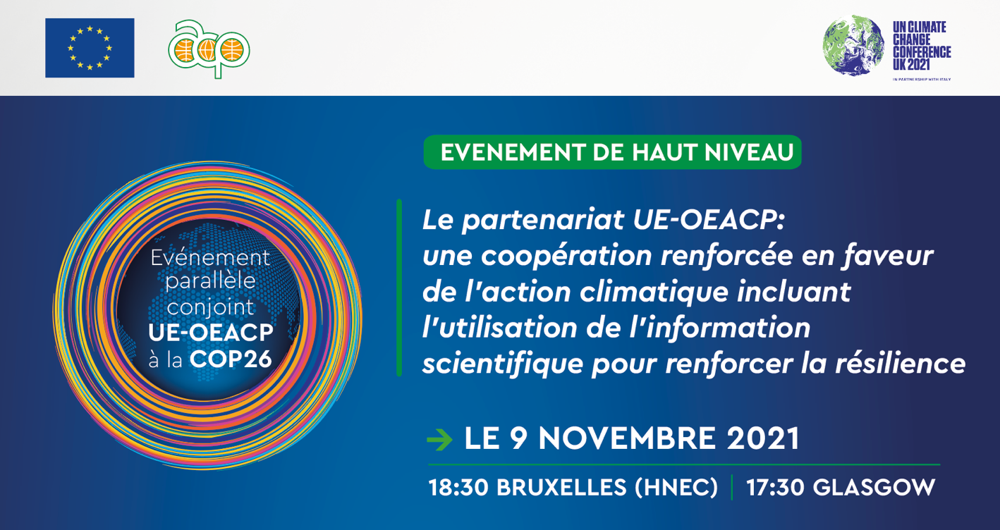 acp
UN CLIMATE
CHANGE
CONFERENCE
UK 2021
IN PARTNERSHIP WITH ITALY
EVENEMENT DE HAUT NIVEAU
Le partenariat UE-OEACP:
une coopération renforcée en faveur
de l'action climatique incluant
l'utilisation de l'information
scientifique pour renforcer la résilience
Evénement
parallèle
conjoint
UE-OEACP
à la COP26
LE 9 NOVEMBRE 2021
18:30 BRUXELLES (HNEC) | 17:30 GLASGOW